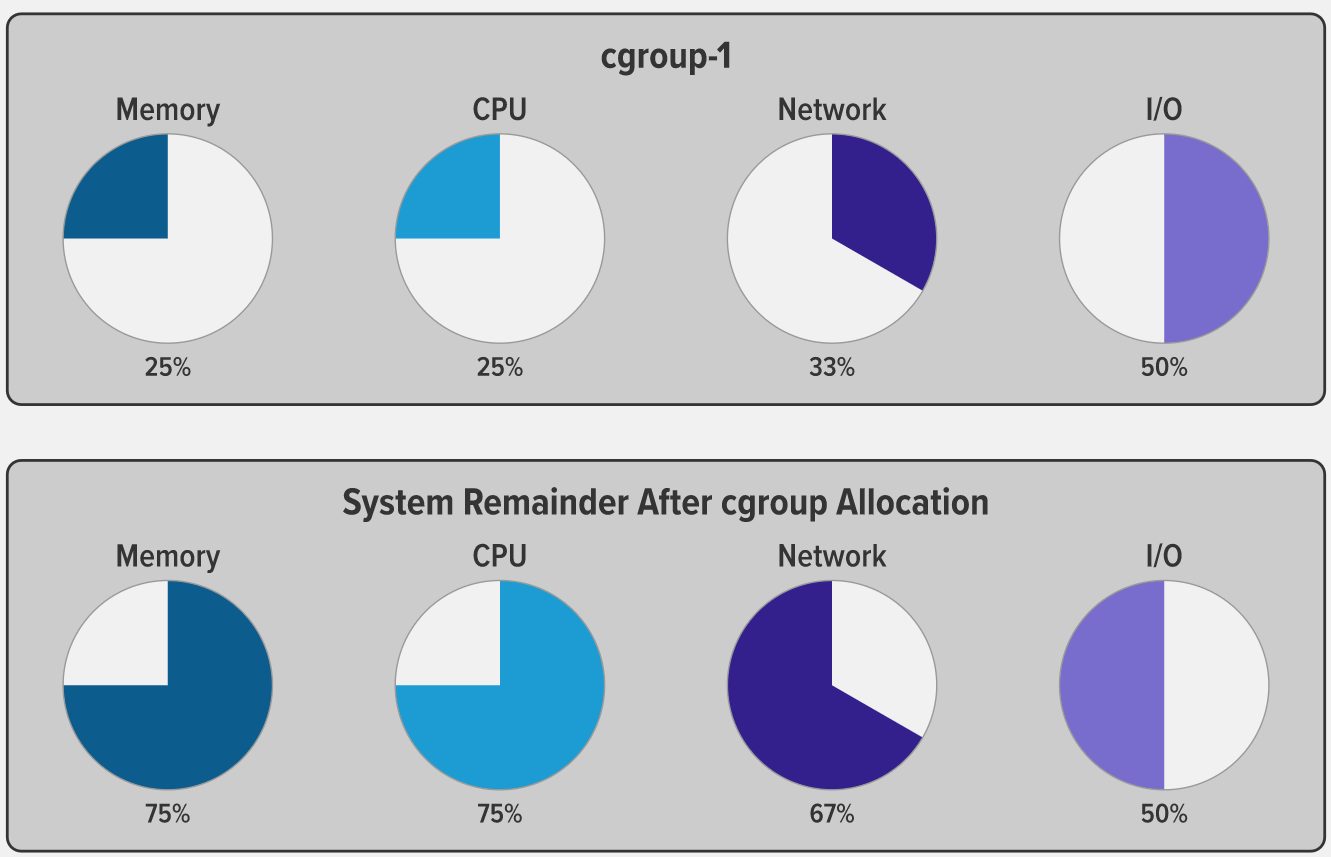 cgroup-1
Memory CPU Network I/O
25% 25% 33% 50%
System Remainder After cgroup Allocation
Memory CPU Network I/O
75% 75% 67% 50%